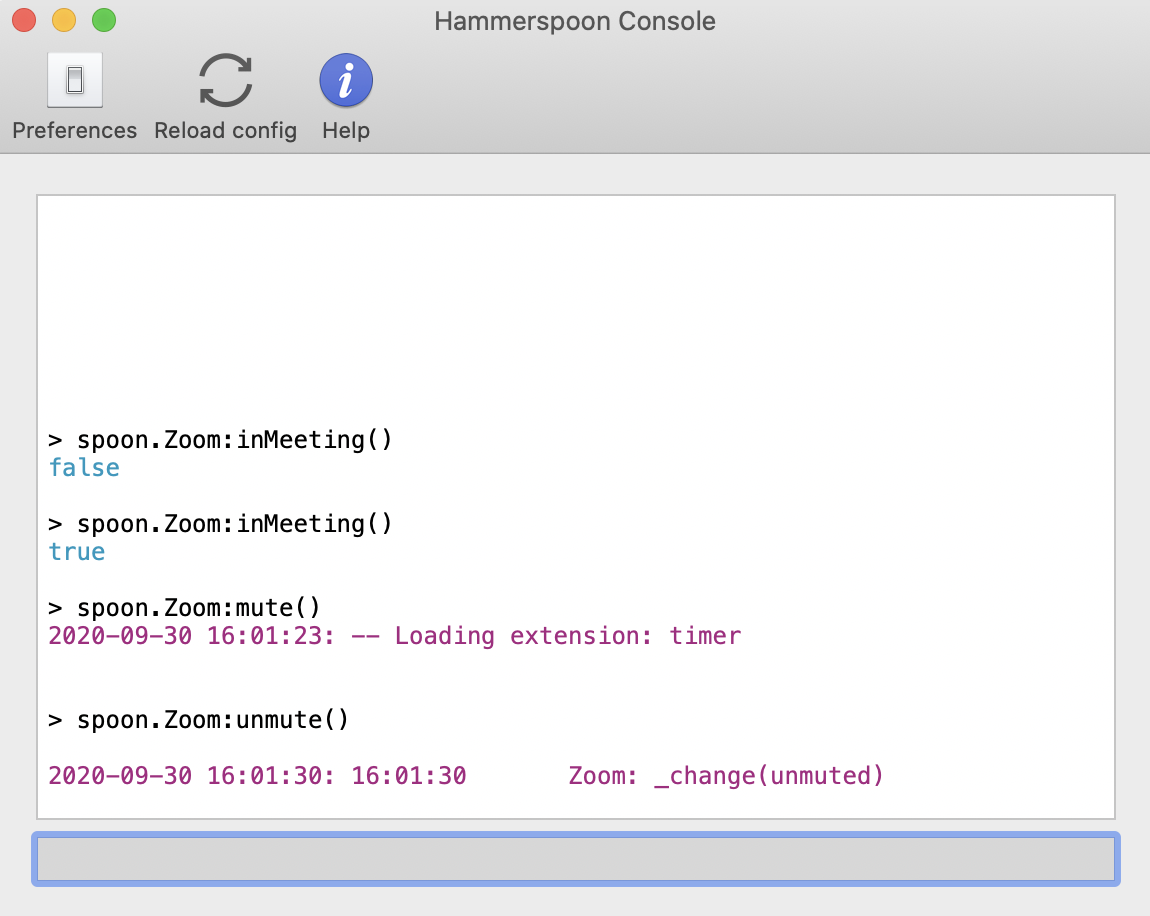 Hammerspoon Console
Preferences Reload config Help
> spoon.Zoom:inMeeting()
false
> spoon.Zoom:inMeeting()
true
> spoon.Zoom:mute()
2020-09-30 16:01:23: -- Loading extension: timer
> spoon.Zoom:unmute()
2020-09-30 16:01:30: 16:01:30 Zoom: _change(unmuted)